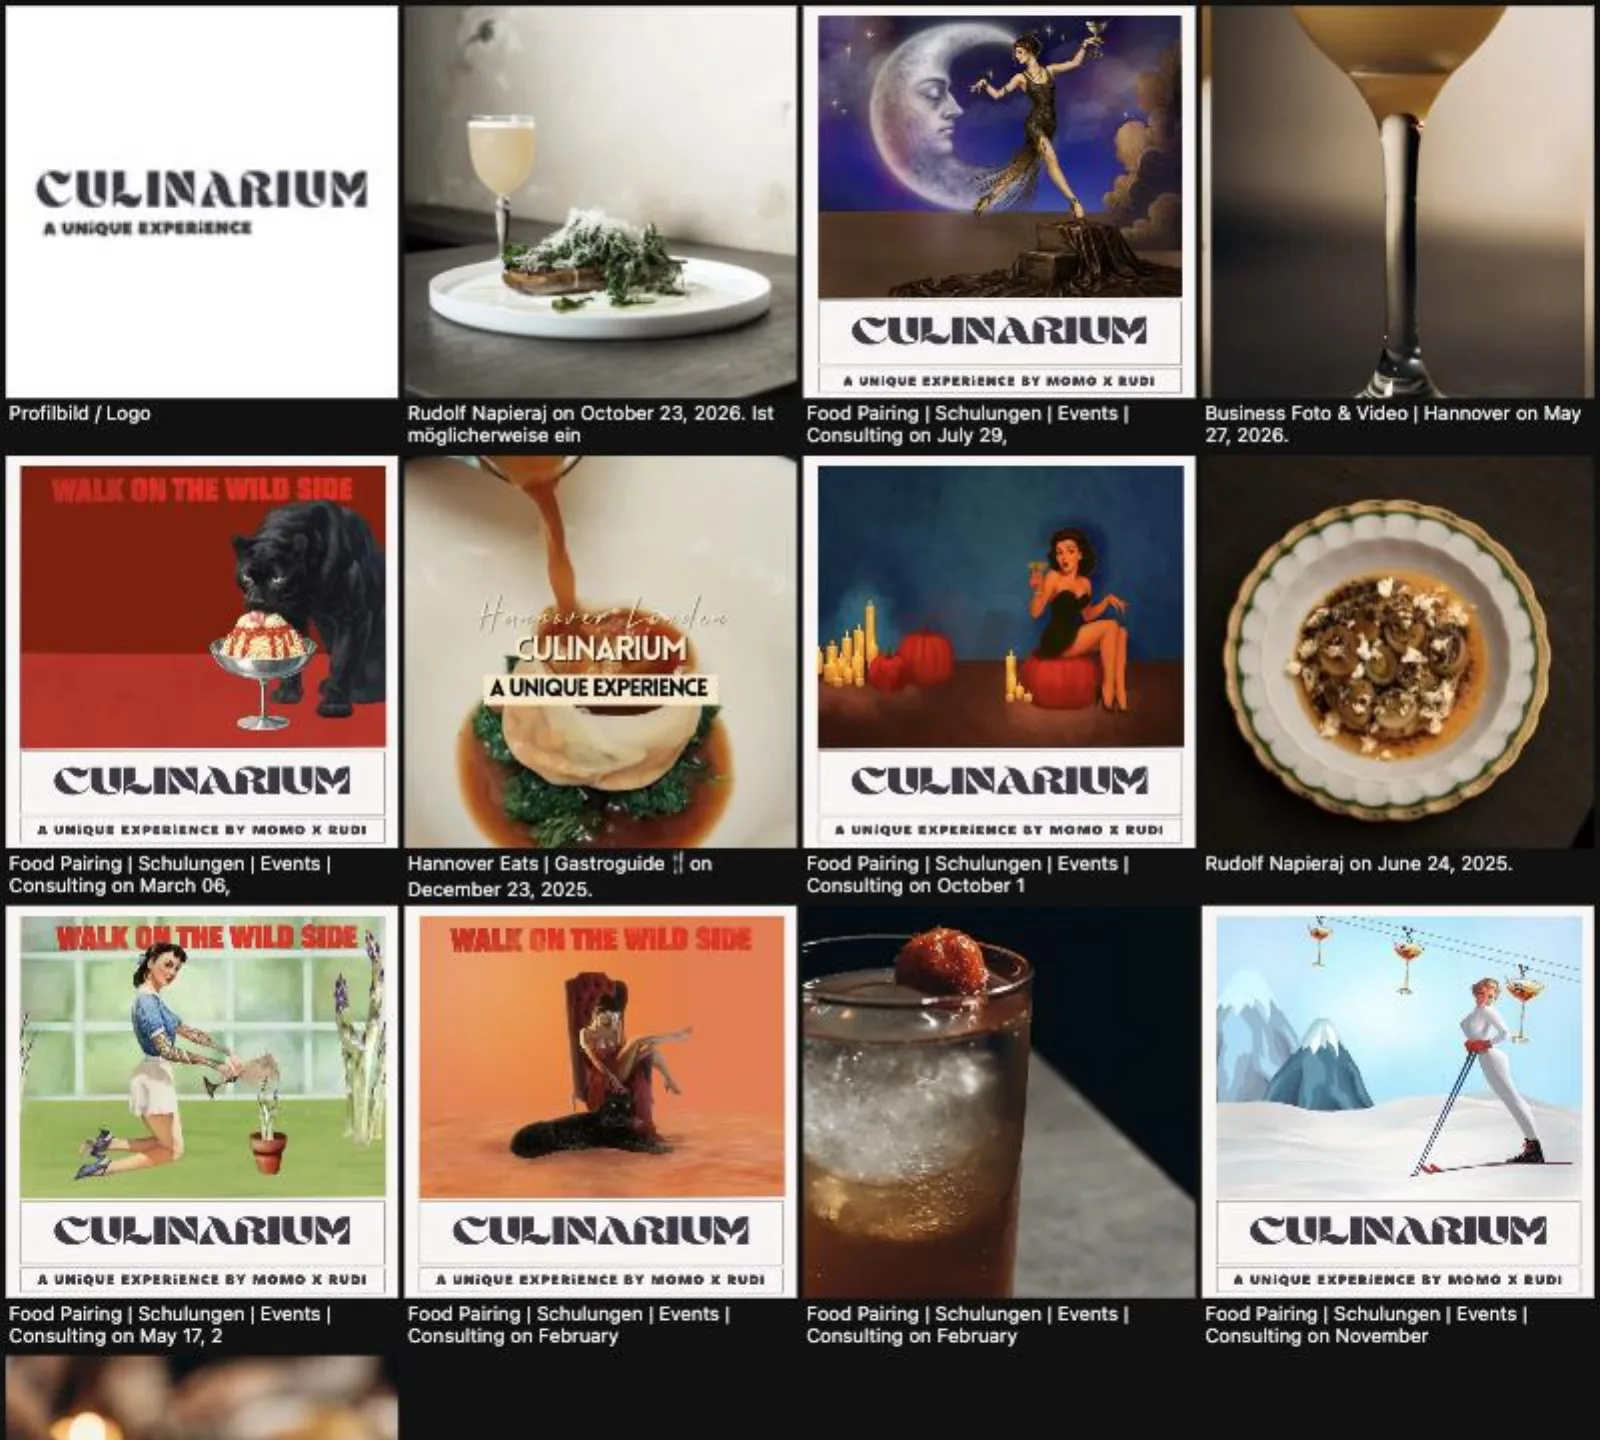 CULINARIUM
A UNiQUE EXPERiENCE
Profilbild / Logo
Rudolf Napieraj on October 23, 2026. Ist
möglicherweise ein
CULINARIUM
A UNiQUE EXPERiENCE BY MOMO X RUDI
Food Pairing | Schulungen | Events |
Consulting on July 29,
Business Foto & Video | Hannover on May
27, 2026.
WALK ON THE WILD SIDE
CULINARIUM
A UNiQUE EXPERiENCE BY MOMO X RUDI
Food Pairing | Schulungen | Events |
Consulting on March 06,
Hannover London
CULINARIUM
A UNIQUE EXPERIENCE
Hannover Eats | Gastroguide 🍴 on
December 23, 2025.
CULINARIUM
A UNiQUE EXPERiENCE BY MOMO X RUDI
Food Pairing | Schulungen | Events |
Consulting on October 1
Rudolf Napieraj on June 24, 2025.
WALK ON THE WILD SIDE
CULINARIUM
A UNiQUE EXPERiENCE BY MOMO X RUDI
Food Pairing | Schulungen | Events |
Consulting on May 17, 2
WALK ON THE WILD SIDE
CULINARIUM
A UNiQUE EXPERiENCE BY MOMO X RUDI
Food Pairing | Schulungen | Events |
Consulting on February
Food Pairing | Schulungen | Events |
Consulting on February
CULINARIUM
A UNiQUE EXPERiENCE BY MOMO X RUDI
Food Pairing | Schulungen | Events |
Consulting on November